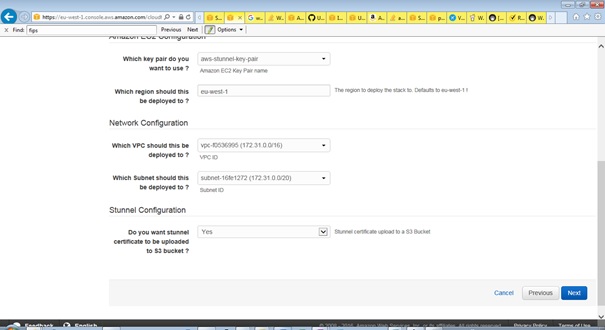 https://eu-west-1.console.aws.amazon.com/cloudf
Find: fips Previous Next Options
Amazon EC2 Configuration
Which key pair do you want to use ?
aws-stunnel-key-pair
Amazon EC2 Key Pair name
Which region should this be deployed to ?
eu-west-1
The region to deploy the stack to. Defaults to eu-west-1 !
Network Configuration
Which VPC should this be deployed to ?
vpc-f0536995 (172.31.0.0/16)
VPC ID
Which Subnet should this be deployed to ?
subnet-16fe1272 (172.31.0.0/20)
Subnet ID
Stunnel Configuration
Do you want stunnel certificate to be uploaded to S3 bucket ?
Yes
Stunnel certificate upload to a S3 Bucket
Cancel Previous Next
Feedback English
Privacy Policy Terms of Use